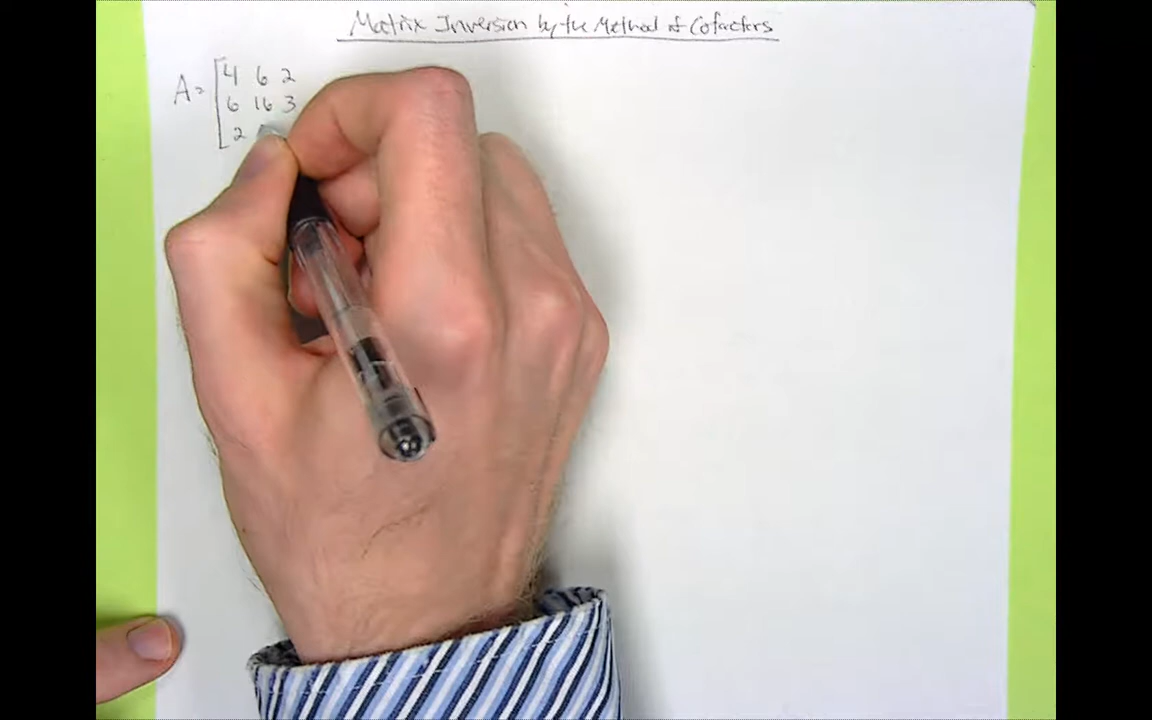 Matrix Inversion by the Method of Cofactors
A = [4 6 2
6 16 3
2